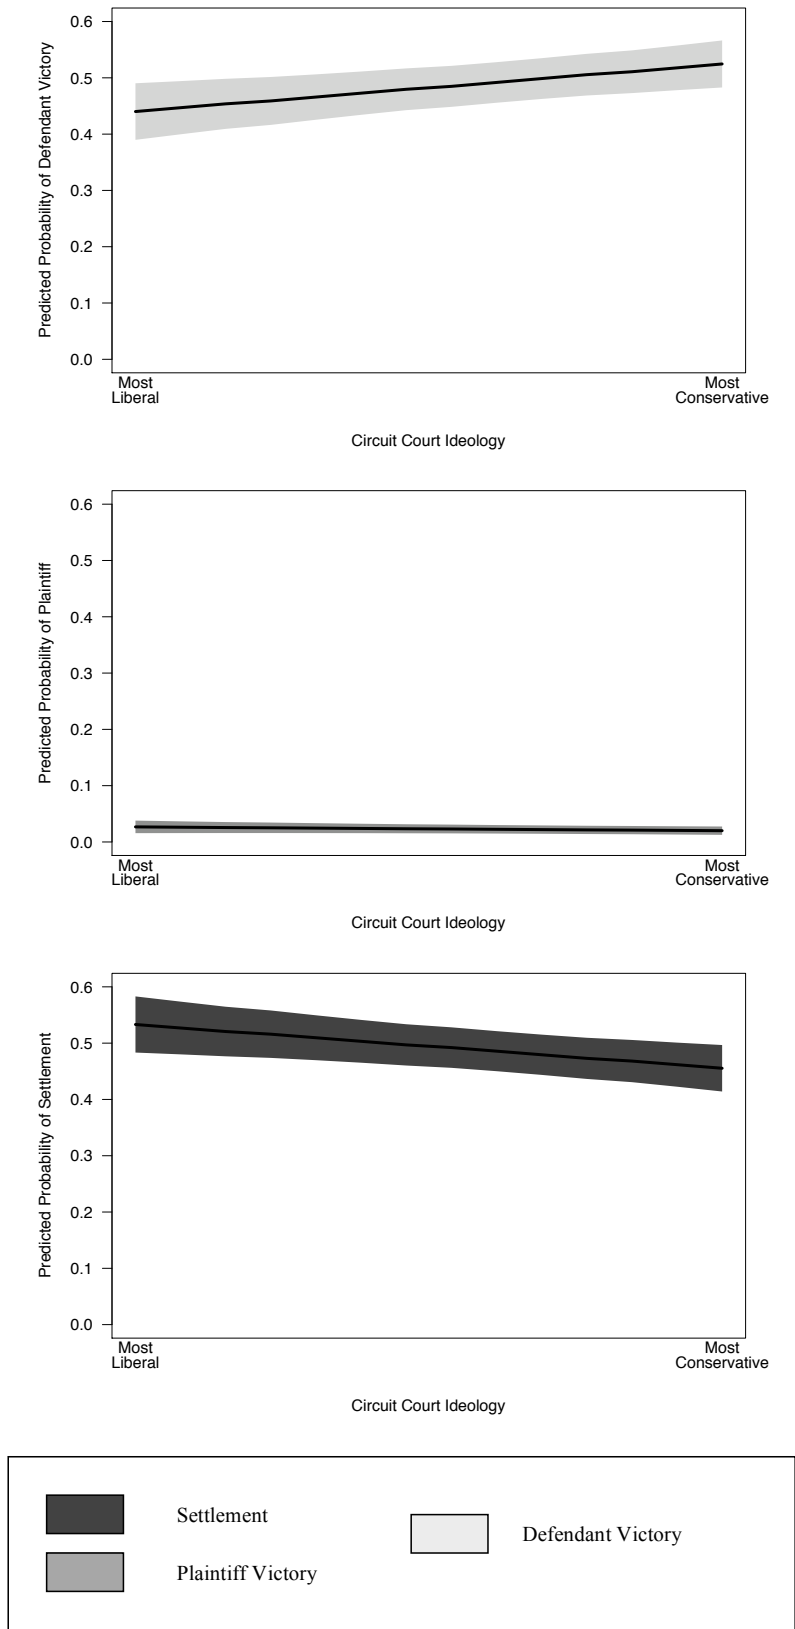 Predicted Probability of Defendant Victory
0.6
0.5
0.4
0.3
0.2
0.1
0.0
Most
Liberal
Most
Conservative
Circuit Court Ideology
Predicted Probability of Plaintiff
0.6
0.5
0.4
0.3
0.2
0.1
0.0
Most
Liberal
Most
Conservative
Circuit Court Ideology
Predicted Probability of Settlement
0.6
0.5
0.4
0.3
0.2
0.1
0.0
Most
Liberal
Most
Conservative
Circuit Court Ideology
Settlement
Plaintiff Victory
Defendant Victory